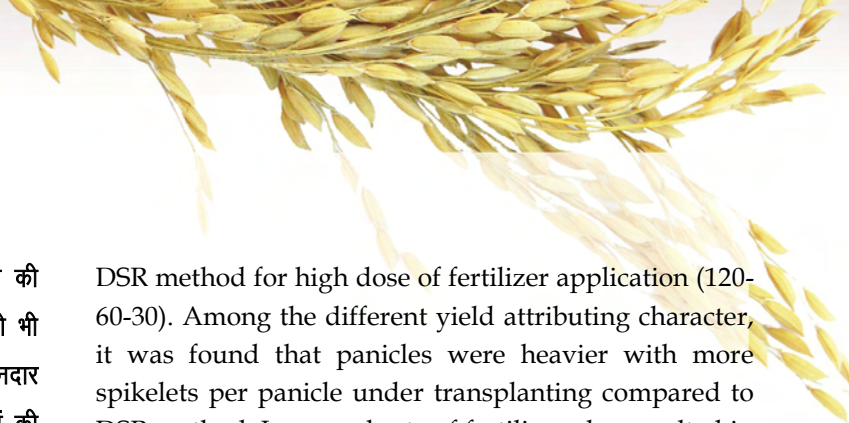 की
भी
DSR method for high dose of fertilizer application (120-
60-30). Among the different yield attributing character,
it was found that panicles were heavier with more
spikelets per panicle under transplanting compared to